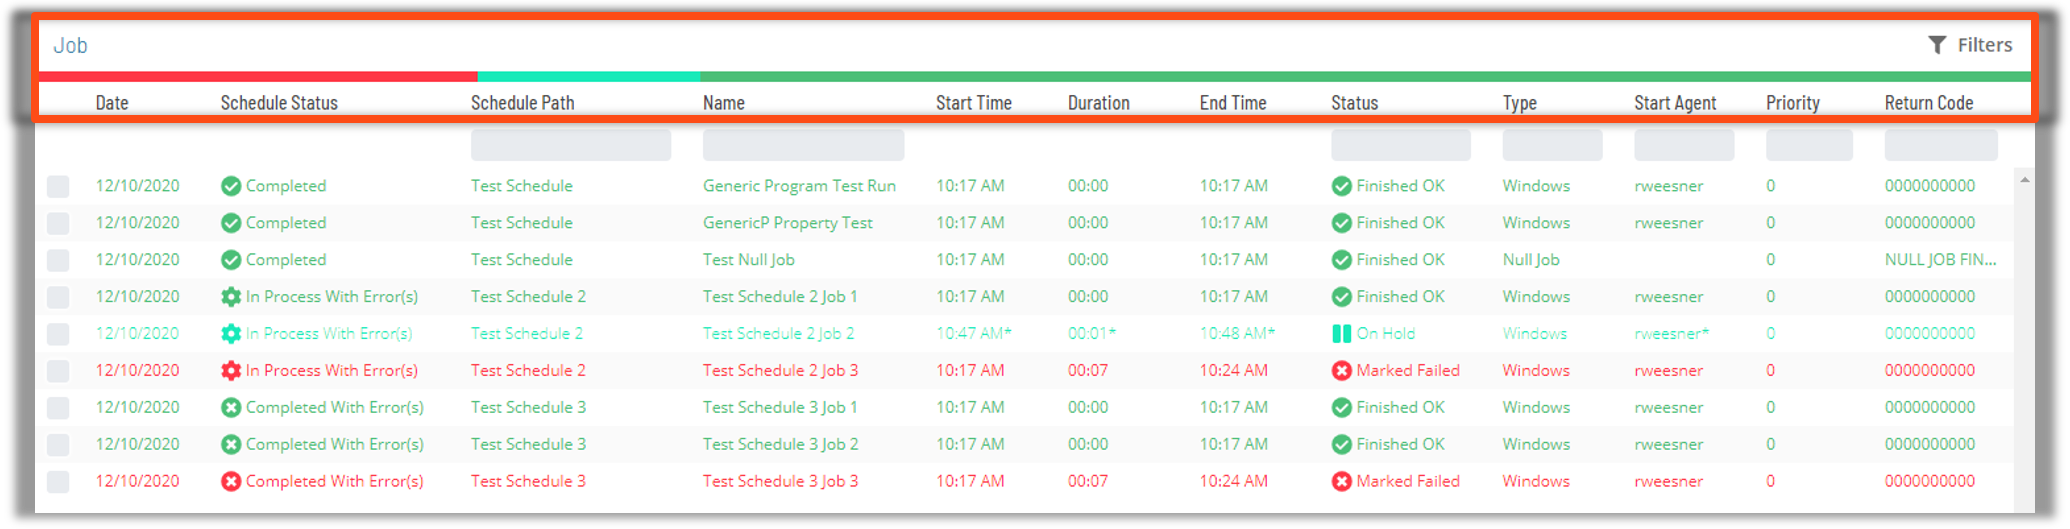 Job Filters
Date Schedule Status Schedule Path Name Start Time Duration End Time Status Type Start Agent Priority Return Code
12/10/2020 Completed Test Schedule Generic Program Test Run 10:17 AM 00:00 10:17 AM Finished OK Windows rweesner 0 0000000000
12/10/2020 Completed Test Schedule GenericP Property Test 10:17 AM 00:00 10:17 AM Finished OK Windows rweesner 0 0000000000
12/10/2020 Completed Test Schedule Test Null Job 10:17 AM 00:00 10:17 AM Finished OK Null Job 0 NULL JOB FIN...
12/10/2020 In Process With Error(s) Test Schedule 2 Test Schedule 2 Job 1 10:17 AM 00:00 10:17 AM Finished OK Windows rweesner 0 0000000000
12/10/2020 In Process With Error(s) Test Schedule 2 Test Schedule 2 Job 2 10:47 AM* 00:01* 10:48 AM* On Hold Windows rweesner* 0 0000000000
12/10/2020 In Process With Error(s) Test Schedule 2 Test Schedule 2 Job 3 10:17 AM 00:07 10:24 AM Marked Failed Windows rweesner 0 0000000000
12/10/2020 Completed With Error(s) Test Schedule 3 Test Schedule 3 Job 1 10:17 AM 00:00 10:17 AM Finished OK Windows rweesner 0 0000000000
12/10/2020 Completed With Error(s) Test Schedule 3 Test Schedule 3 Job 2 10:17 AM 00:00 10:17 AM Finished OK Windows rweesner 0 0000000000
12/10/2020 Completed With Error(s) Test Schedule 3 Test Schedule 3 Job 3 10:17 AM 00:07 10:24 AM Marked Failed Windows rweesner 0 0000000000